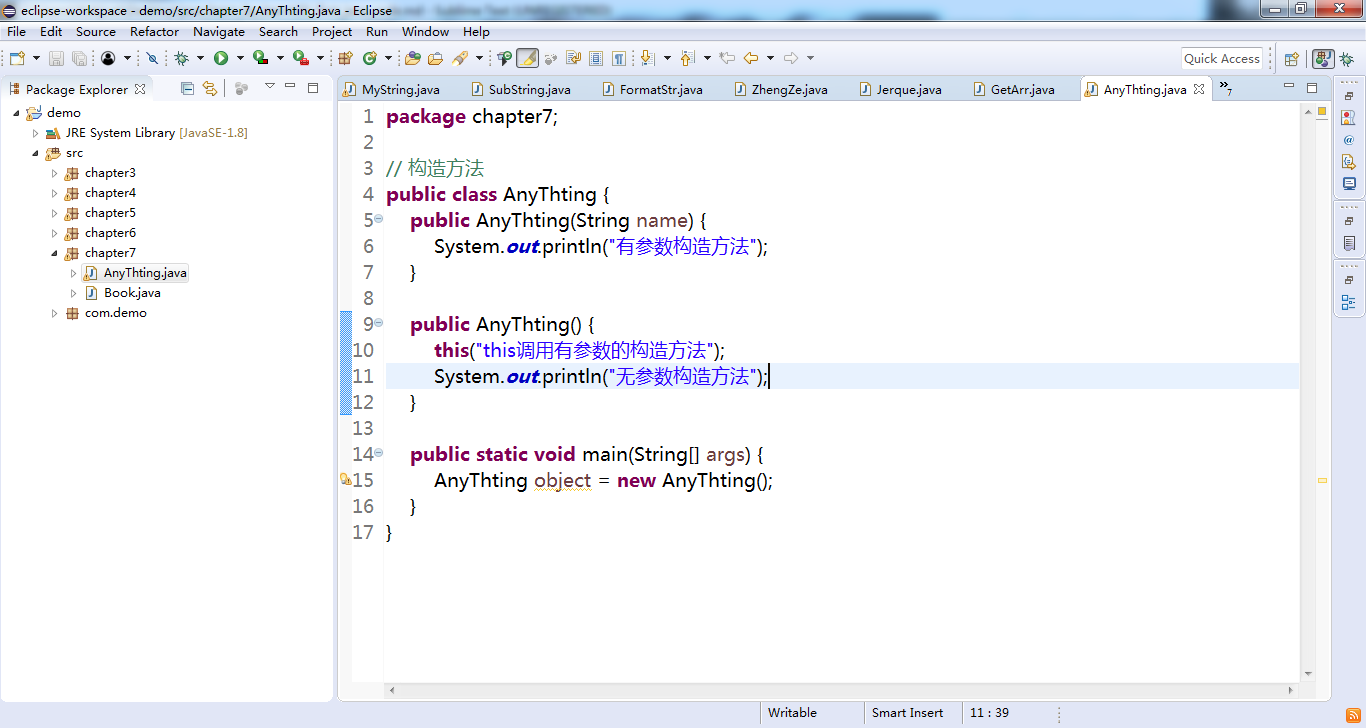 eclipse-workspace - demo/src/chapter7/AnyThting.java - Eclipse
File Edit Source Refactor Navigate Search Project Run Window Help
Quick Access
Package Explorer
MyString.java SubString.java FormatStr.java ZhengZe.java Jerque.java GetArr.java AnyThting.java »7
demo
JRE System Library [JavaSE-1.8]
src
chapter3
chapter4
chapter5
chapter6
chapter7
AnyThting.java
Book.java
com.demo
1 package chapter7;
2
3 // 构造方法
4 public class AnyThting {
5 public AnyThting(String name) {
6 System.out.println("有参数构造方法");
7 }
8
9 public AnyThting() {
10 this("this调用有参数的构造方法");
11 System.out.println("无参数构造方法");
12 }
13
14 public static void main(String[] args) {
15 AnyThting object = new AnyThting();
16 }
17 }
Writable Smart Insert 11 : 39